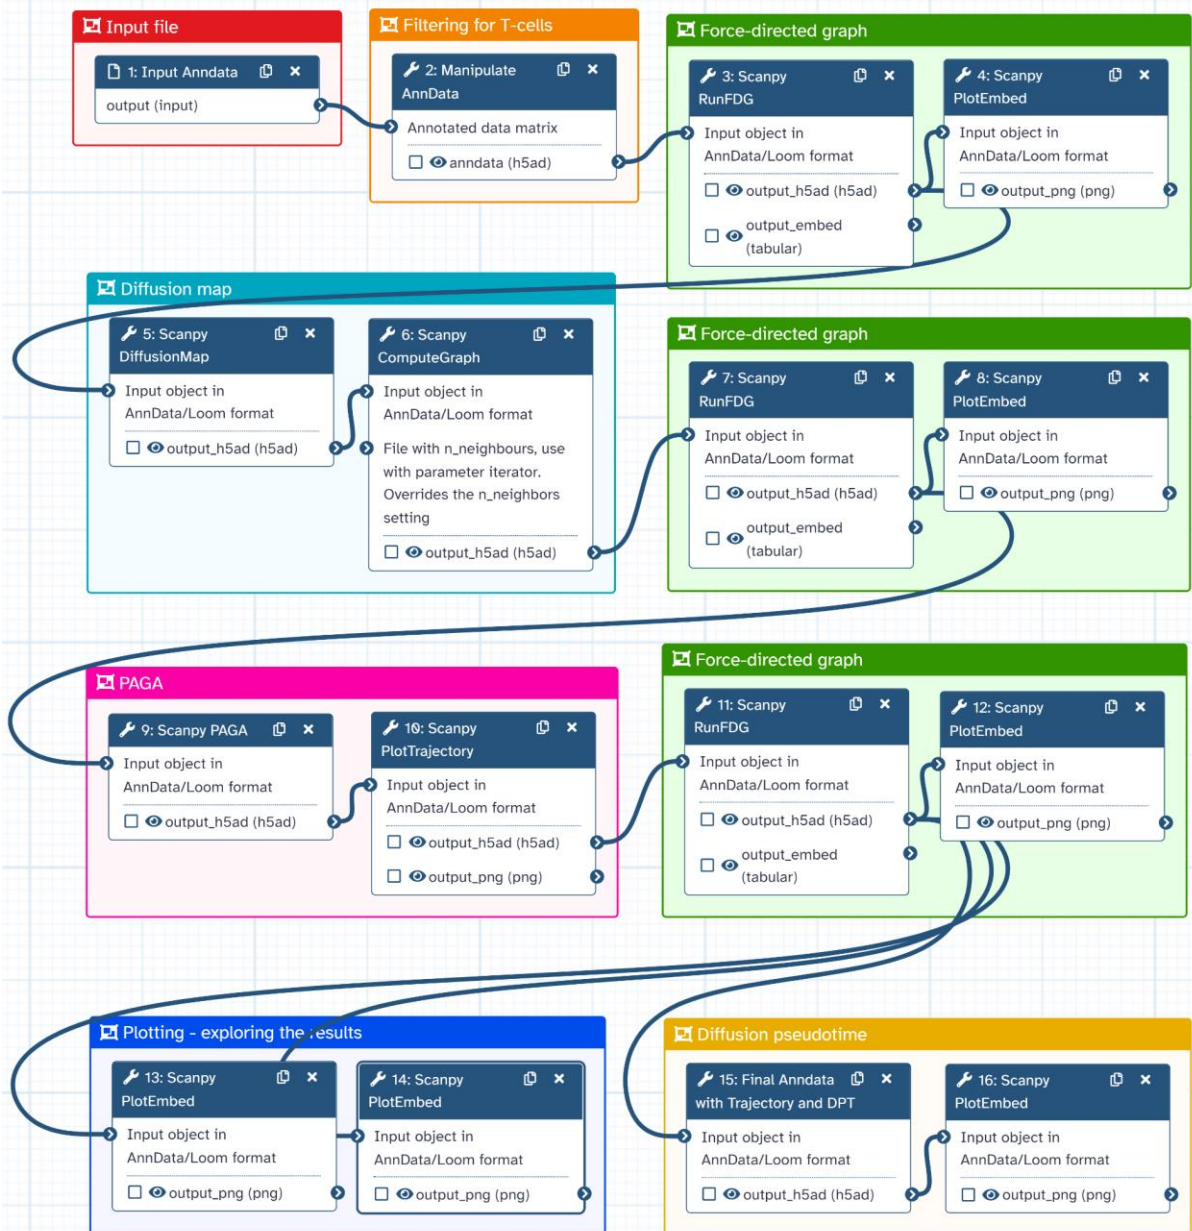 Input file
1: Input Anndata
output (input)
Filtering for T-cells
2: Manipulate
AnnData
Annotated data matrix
anndata (h5ad)
Force-directed graph
3: Scanpy
RunFDG
Input object in
AnnData/Loom format
output_h5ad (h5ad)
output_embed
(tabular)
4: Scanpy
PlotEmbed
Input object in
AnnData/Loom format
output_png (png)
Diffusion map
5: Scanpy
DiffusionMap
Input object in
AnnData/Loom format
output_h5ad (h5ad)
6: Scanpy
ComputeGraph
Input object in
AnnData/Loom format
File with n_neighbours, use
with parameter iterator.
Overrides the n_neighbors
setting
output_h5ad (h5ad)
Force-directed graph
7: Scanpy
RunFDG
Input object in
AnnData/Loom format
output_h5ad (h5ad)
output_embed
(tabular)
8: Scanpy
PlotEmbed
Input object in
AnnData/Loom format
output_png (png)
PAGA
9: Scanpy PAGA
Input object in
AnnData/Loom format
output_h5ad (h5ad)
10: Scanpy
PlotTrajectory
Input object in
AnnData/Loom format
output_h5ad (h5ad)
output_png (png)
Force-directed graph
11: Scanpy
RunFDG
Input object in
AnnData/Loom format
output_h5ad (h5ad)
output_embed
(tabular)
12: Scanpy
PlotEmbed
Input object in
AnnData/Loom format
output_png (png)
Plotting - exploring the results
13: Scanpy
PlotEmbed
Input object in
AnnData/Loom format
output_png (png)
14: Scanpy
PlotEmbed
Input object in
AnnData/Loom format
output_png (png)
Diffusion pseudotime
15: Final Anndata
with Trajectory and DPT
Input object in
AnnData/Loom format
output_h5ad (h5ad)
16: Scanpy
PlotEmbed
Input object in
AnnData/Loom format
output_png (png)